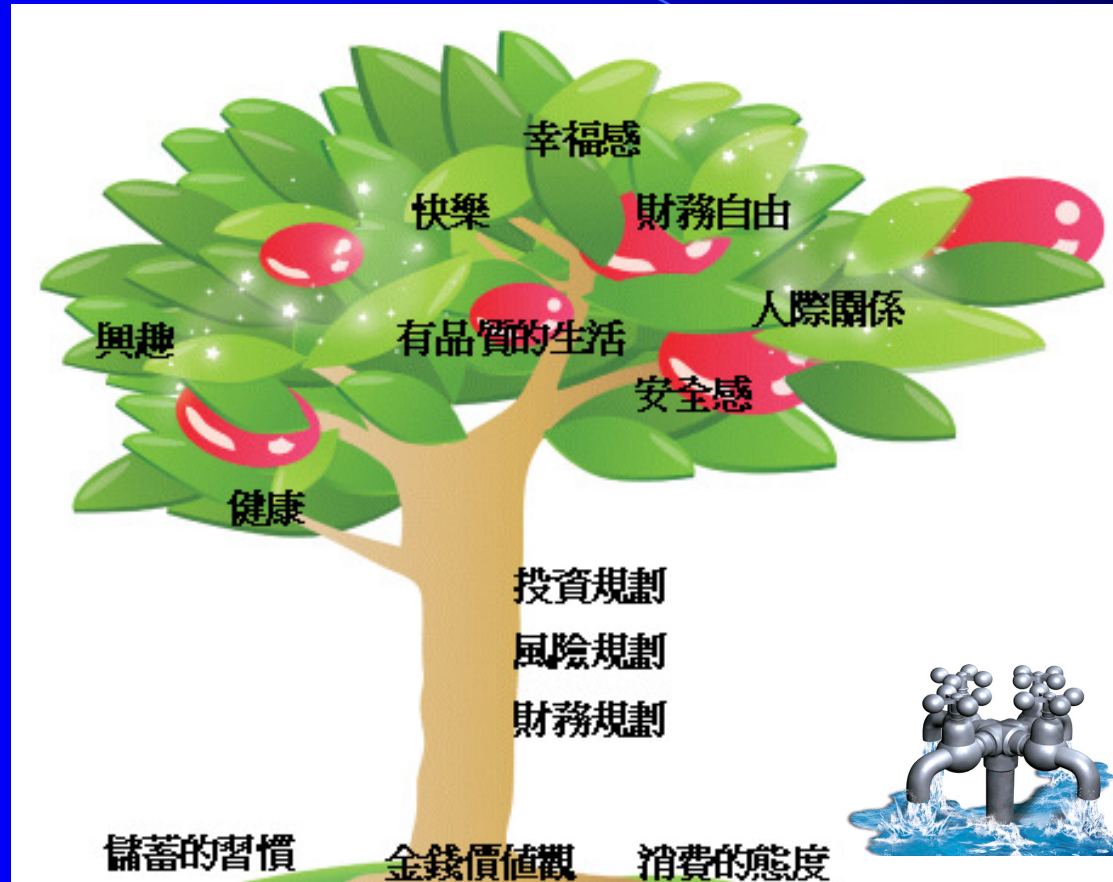 幸福感
快樂
財務自由
人際關係
興趣
有品質的生活
安全感
健康
投資規劃
風險規劃
財務規劃
儲蓄的習慣
金錢價值觀
消費的態度